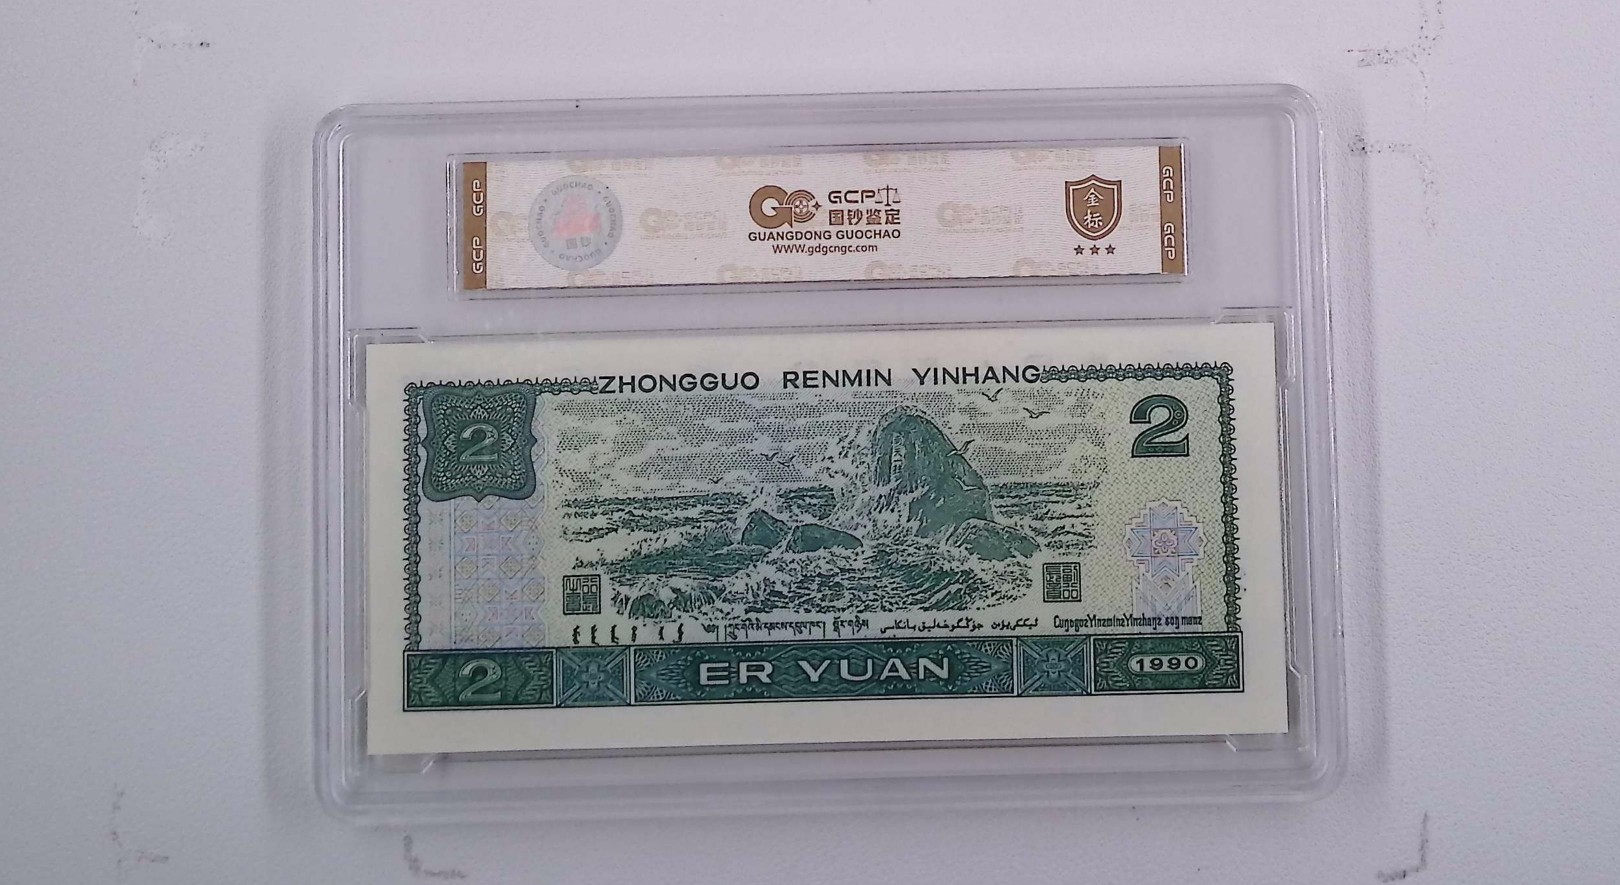 GCP GCP
GUOCHAO
GCP
国钞鉴定
GUANGDONG GUOCHAO
WWW.gdgcngc.com
金标
GCP GCP
ZHONGGUO RENMIN YINHANG
2
2
2
ER YUAN
1990